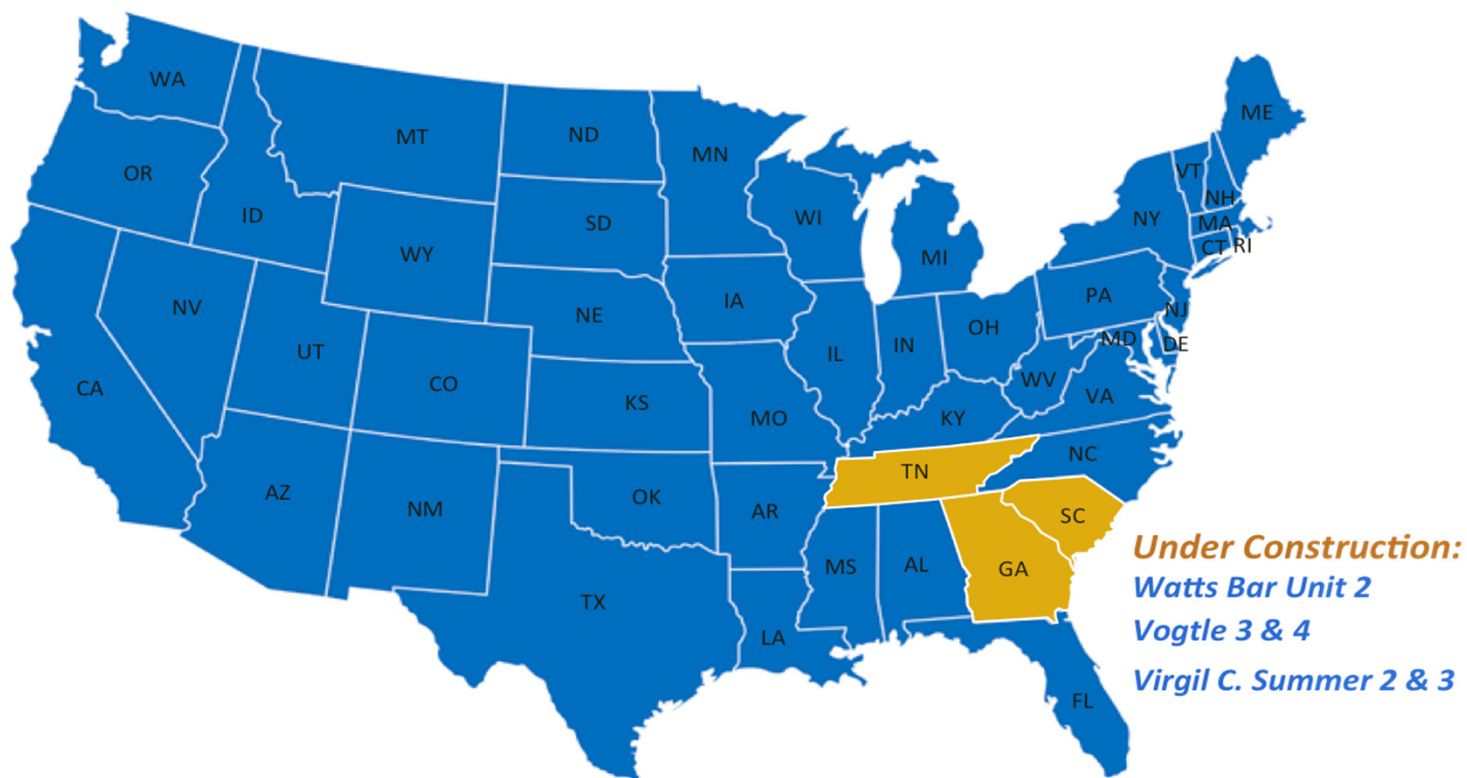 WA
MT
ND
MN
ME
OR
ID
SD
WI
VT
NH
NY
MA
WY
MI
CT RI
NV
NE
IA
PA
NJ
UT
IL
IN
OH
MD
DE
CA
CO
KS
MO
WV
VA
KY
AZ
NM
OK
AR
TN
NC
SC
TX
LA
MS
AL
GA
FL
Under Construction:
Watts Bar Unit 2
Vogtle 3 & 4
Virgil C. Summer 2 & 3